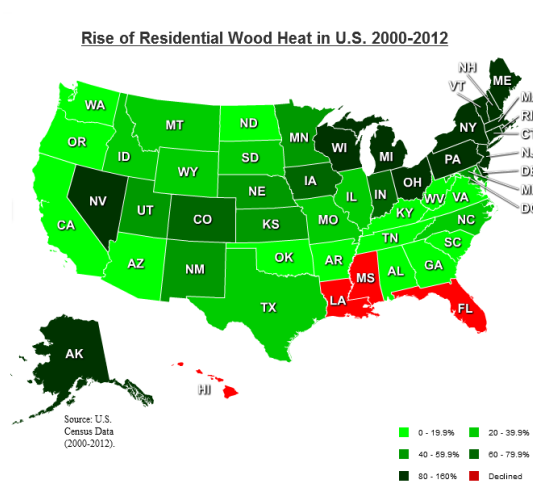 Rise of Residential Wood Heat in U.S. 2000-2012
NH
VT
ME
WA
MT
ND
MN
OR
ID
WY
SD
WI
MI
NY
RI
CT
NE
IA
PA
NV
UT
CO
KS
MO
IL
IN
OH
WV
VA
KY
CA
AZ
NM
OK
AR
TN
NC
SC
TX
LA
MS
AL
GA
FL
AK
HI
Source: U.S.
Census Data
(2000-2012).
0 - 19.9%
20 - 39.9%
40 - 59.9%
60 - 79.9%
80 - 160%
Declined